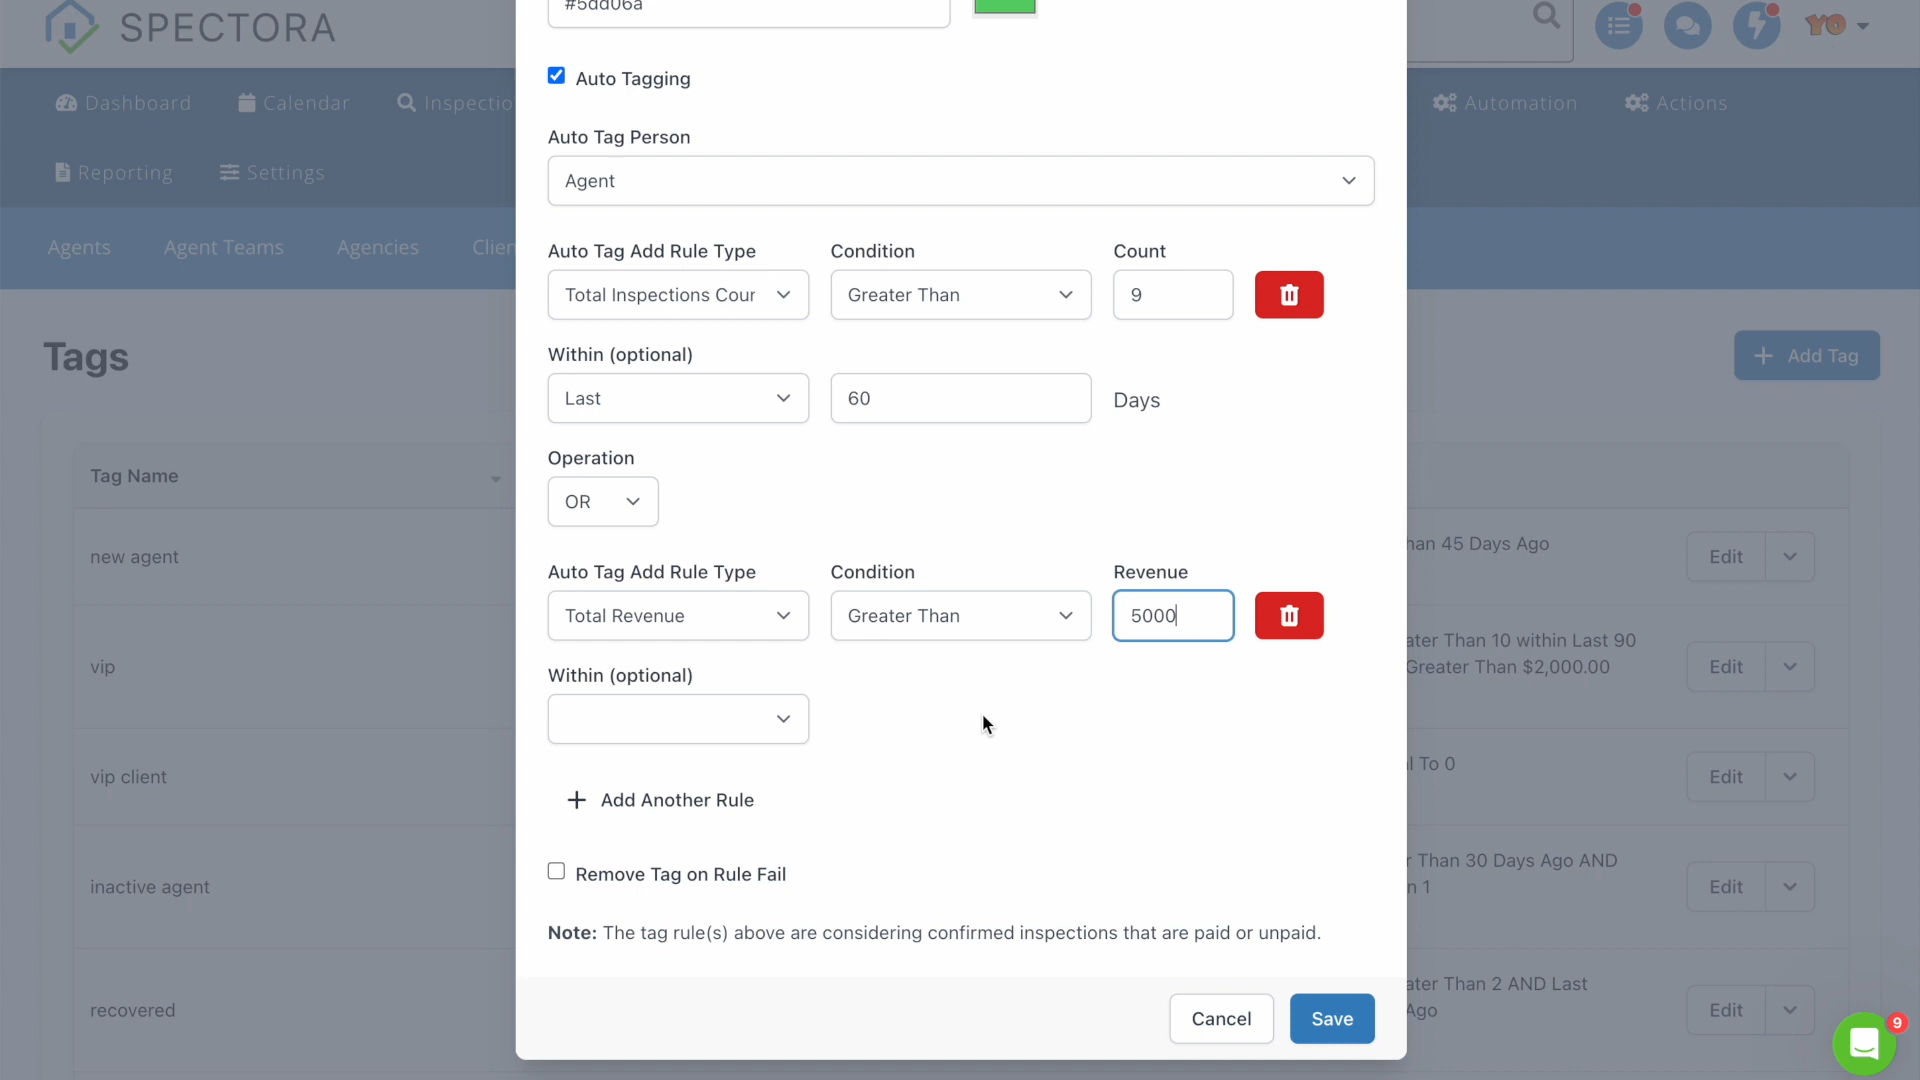 #5dd06a
SPECTORA
YO
Auto Tagging
Dashboard
Calendar
Inspectio
Automation
Actions
Auto Tag Person
Agent
Reporting
Settings
Agents
Agent Teams
Agencies
Clien
Auto Tag Add Rule Type
Condition
Count
Total Inspections Cour
Greater Than
9
Tags
Add Tag
Within (optional)
Last
60
Days
Operation
OR
Tag Name
new agent
han 45 Days Ago
Edit
Auto Tag Add Rule Type
Condition
Revenue
Total Revenue
Greater Than
5000
vip
ater Than 10 within Last 90
Greater Than $2,000.00
Edit
Within (optional)
vip client
l To 0
Edit
Add Another Rule
inactive agent
r Than 30 Days Ago AND
n 1
Edit
Remove Tag on Rule Fail
Note: The tag rule(s) above are considering confirmed inspections that are paid or unpaid.
recovered
ater Than 2 AND Last
Ago
Edit
Cancel
Save
9